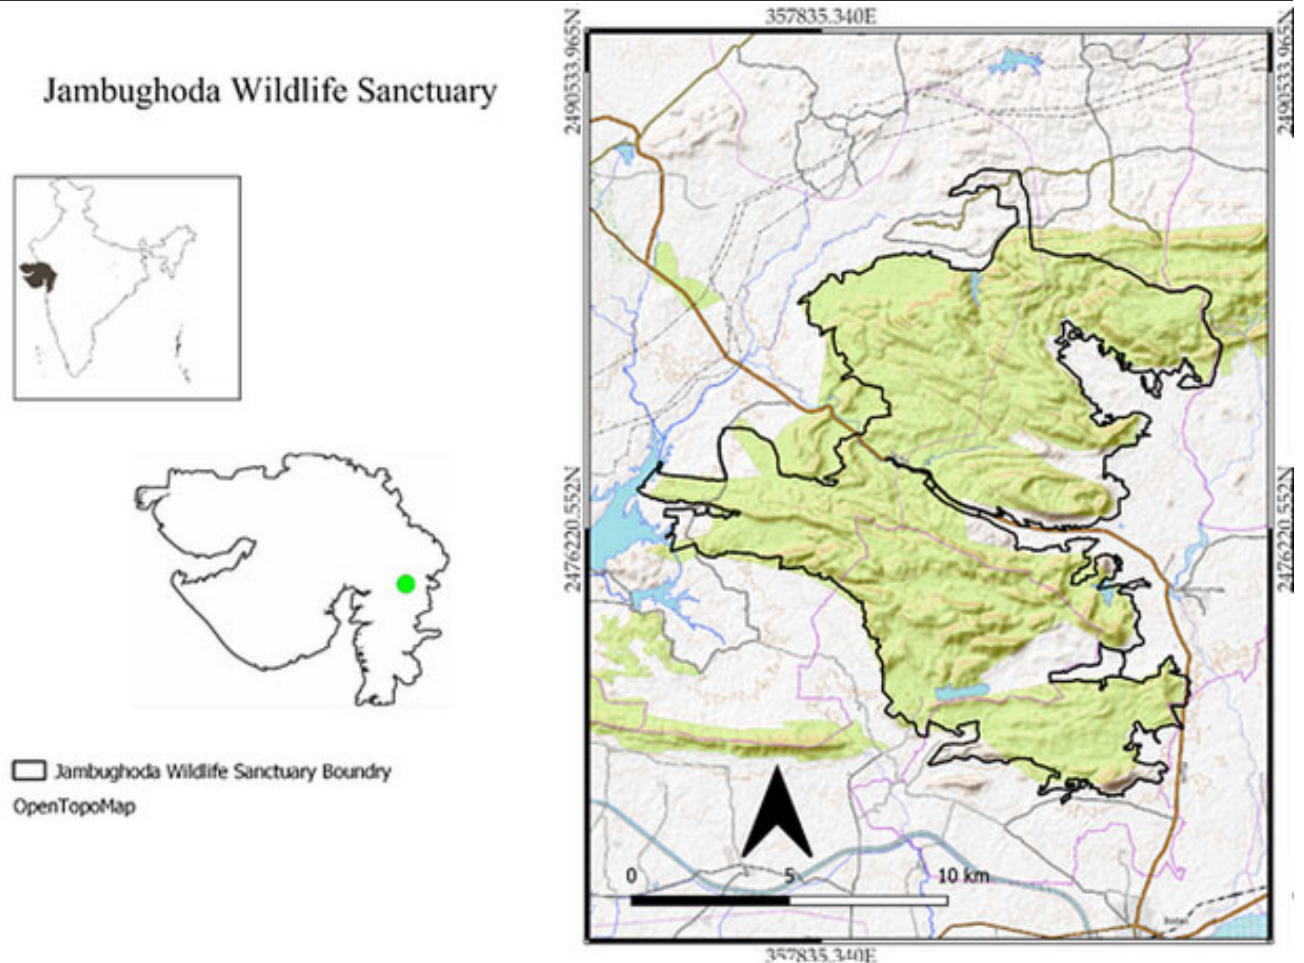 357835.340E
2490533.965N
2490533.965N
Jambughoda Wildlife Sanctuary
2476220.552N
2476220.552N
Jambughoda Wildlife Sanctuary Boundry
OpenTopoMap
0 5 10 km
Bodeli
357835.340E